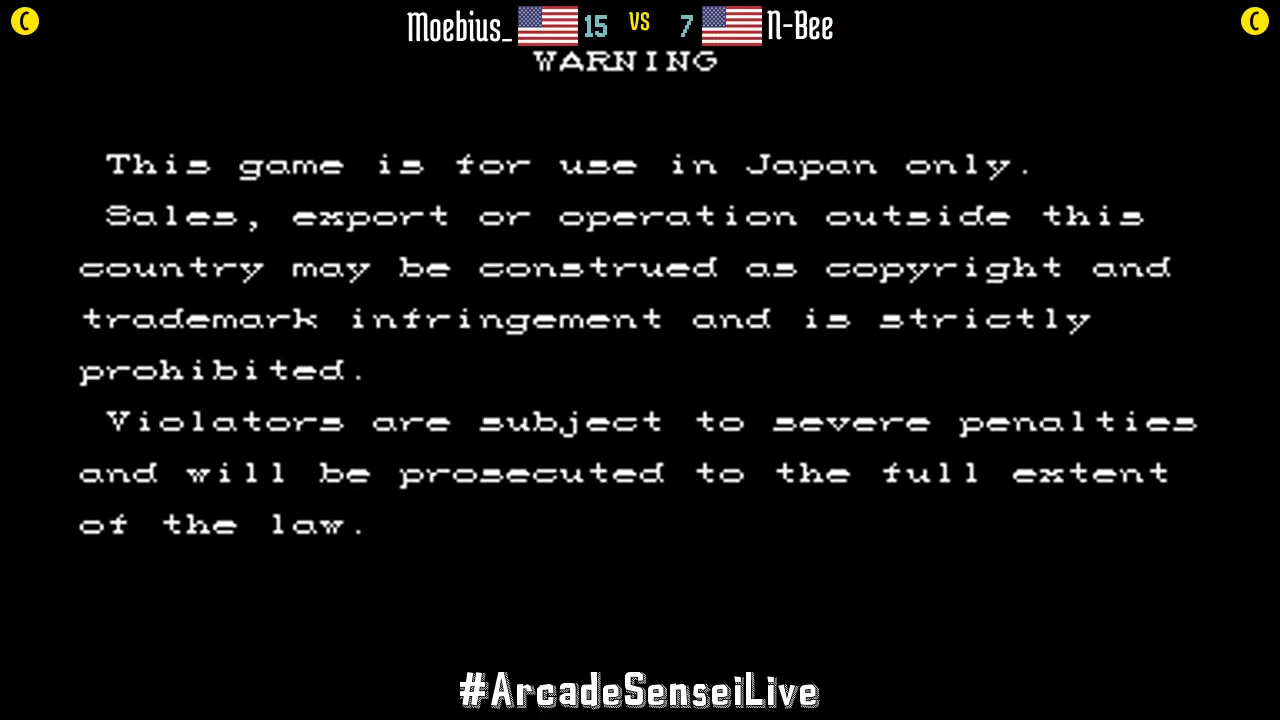 C Moebius_ 15 VS 7 N-Bee C
WARNING
This game is for use in Japan only.
Sales, export or operation outside this
country may be construed as copyright and
trademark infringement and is strictly
prohibited.
Violators are subject to severe penalties
and will be prosecuted to the full extent
of the law.
#ArcadeSenseiLive